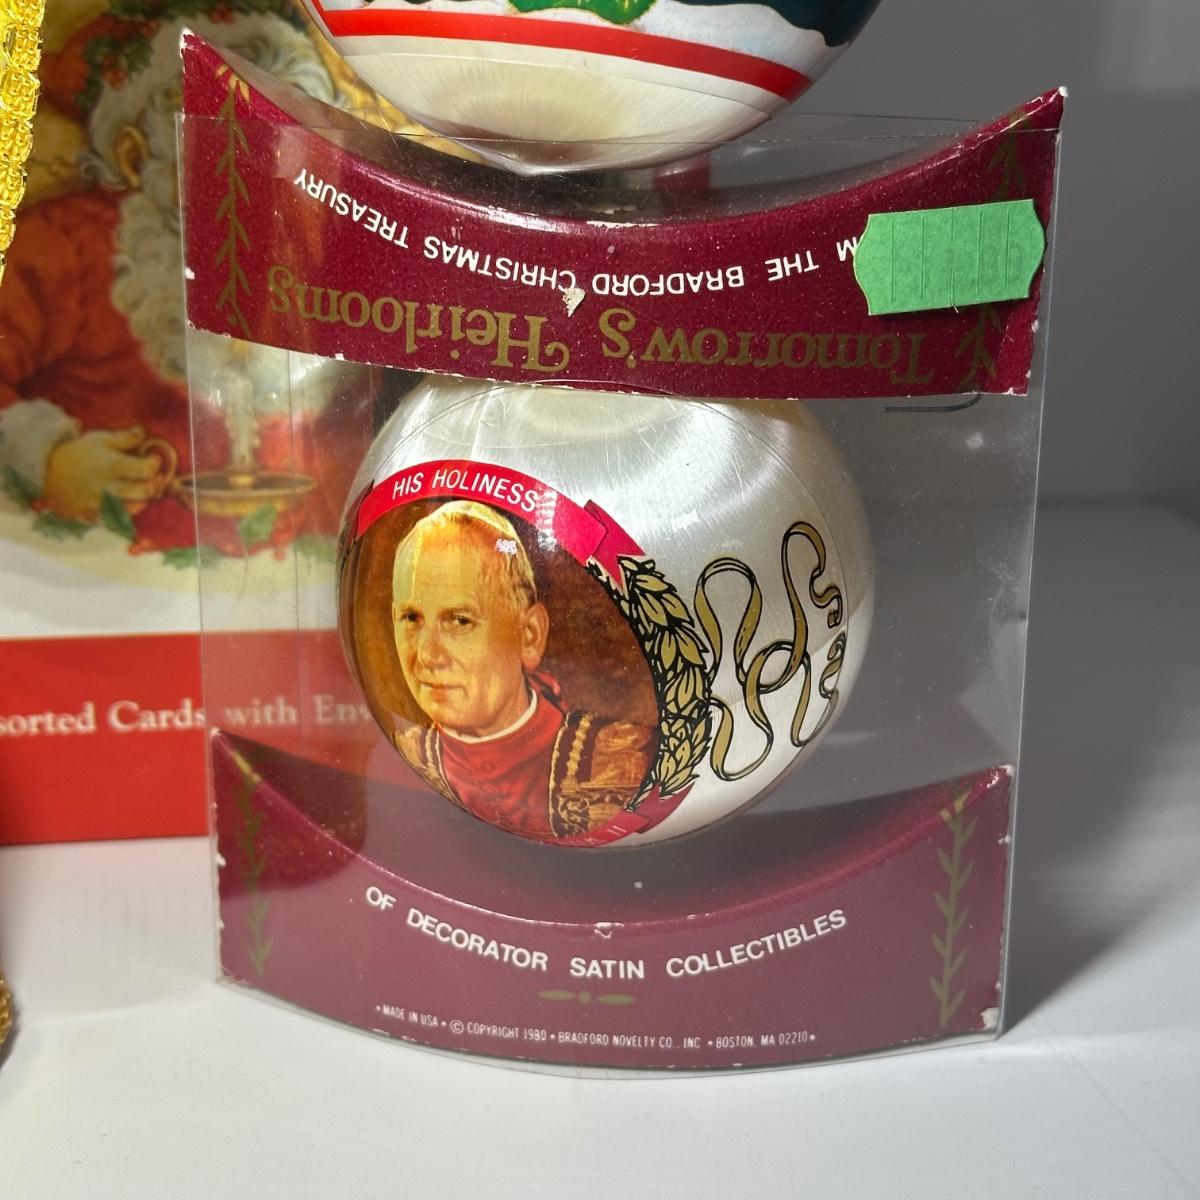 M THE BRADFORD CHRISTMAS TREASURY
Tomorrow's Heirlooms
HIS HOLINESS
II
sorted Cards with Env
OF DECORATOR SATIN COLLECTIBLES
• MADE IN USA • © COPYRIGHT 1980 • BRADFORD NOVELTY CO., INC • BOSTON, MA 02210 •